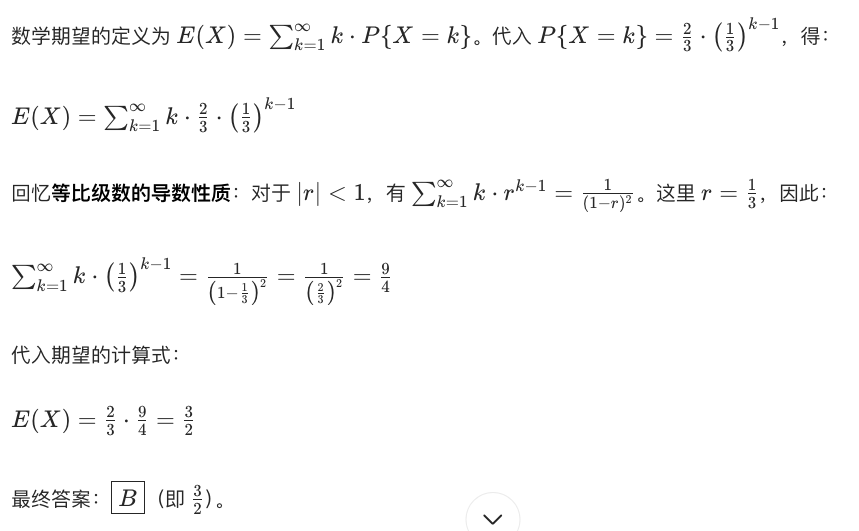 数学期望的定义为 $E(X) = \sum_{k=1}^{\infty} k \cdot P\{X = k\}$。代入 $P\{X = k\} = \frac{2}{3} \cdot \left(\frac{1}{3}\right)^{k-1}$，得：
$E(X) = \sum_{k=1}^{\infty} k \cdot \frac{2}{3} \cdot \left(\frac{1}{3}\right)^{k-1}$
回忆等比级数的导数性质：对于 $|r| < 1$，有 $\sum_{k=1}^{\infty} k \cdot r^{k-1} = \frac{1}{(1-r)^2}$。这里 $r = \frac{1}{3}$，因此：
$\sum_{k=1}^{\infty} k \cdot \left(\frac{1}{3}\right)^{k-1} = \frac{1}{\left(1-\frac{1}{3}\right)^2} = \frac{1}{\left(\frac{2}{3}\right)^2} = \frac{9}{4}$
代入期望的计算式：
$E(X) = \frac{2}{3} \cdot \frac{9}{4} = \frac{3}{2}$
最终答案：$\boxed{B}$（即 $\frac{3}{2}$）。